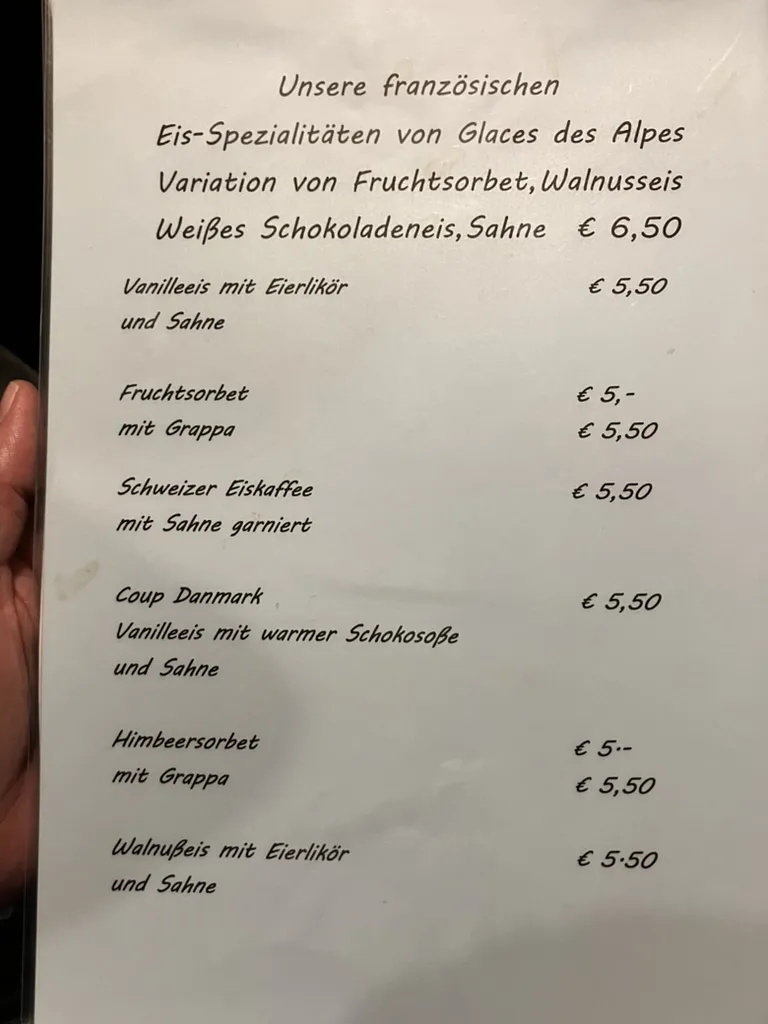 Unsere französischen
Eis-Spezialitäten von Glaces des Alpes
Variation von Fruchtsorbet, Walnusseis
Weißes Schokoladeneis, Sahne € 6,50
Vanilleeis mit Eierlikör € 5,50
und Sahne
Fruchtsorbet € 5,-
mit Grappa € 5,50
Schweizer Eiskaffee € 5,50
mit Sahne garniert
Coup Danmark € 5,50
Vanilleeis mit warmer Schokosoße
und Sahne
Himbeersorbet € 5·-
mit Grappa € 5,50
Walnußeis mit Eierlikör € 5·50
und Sahne